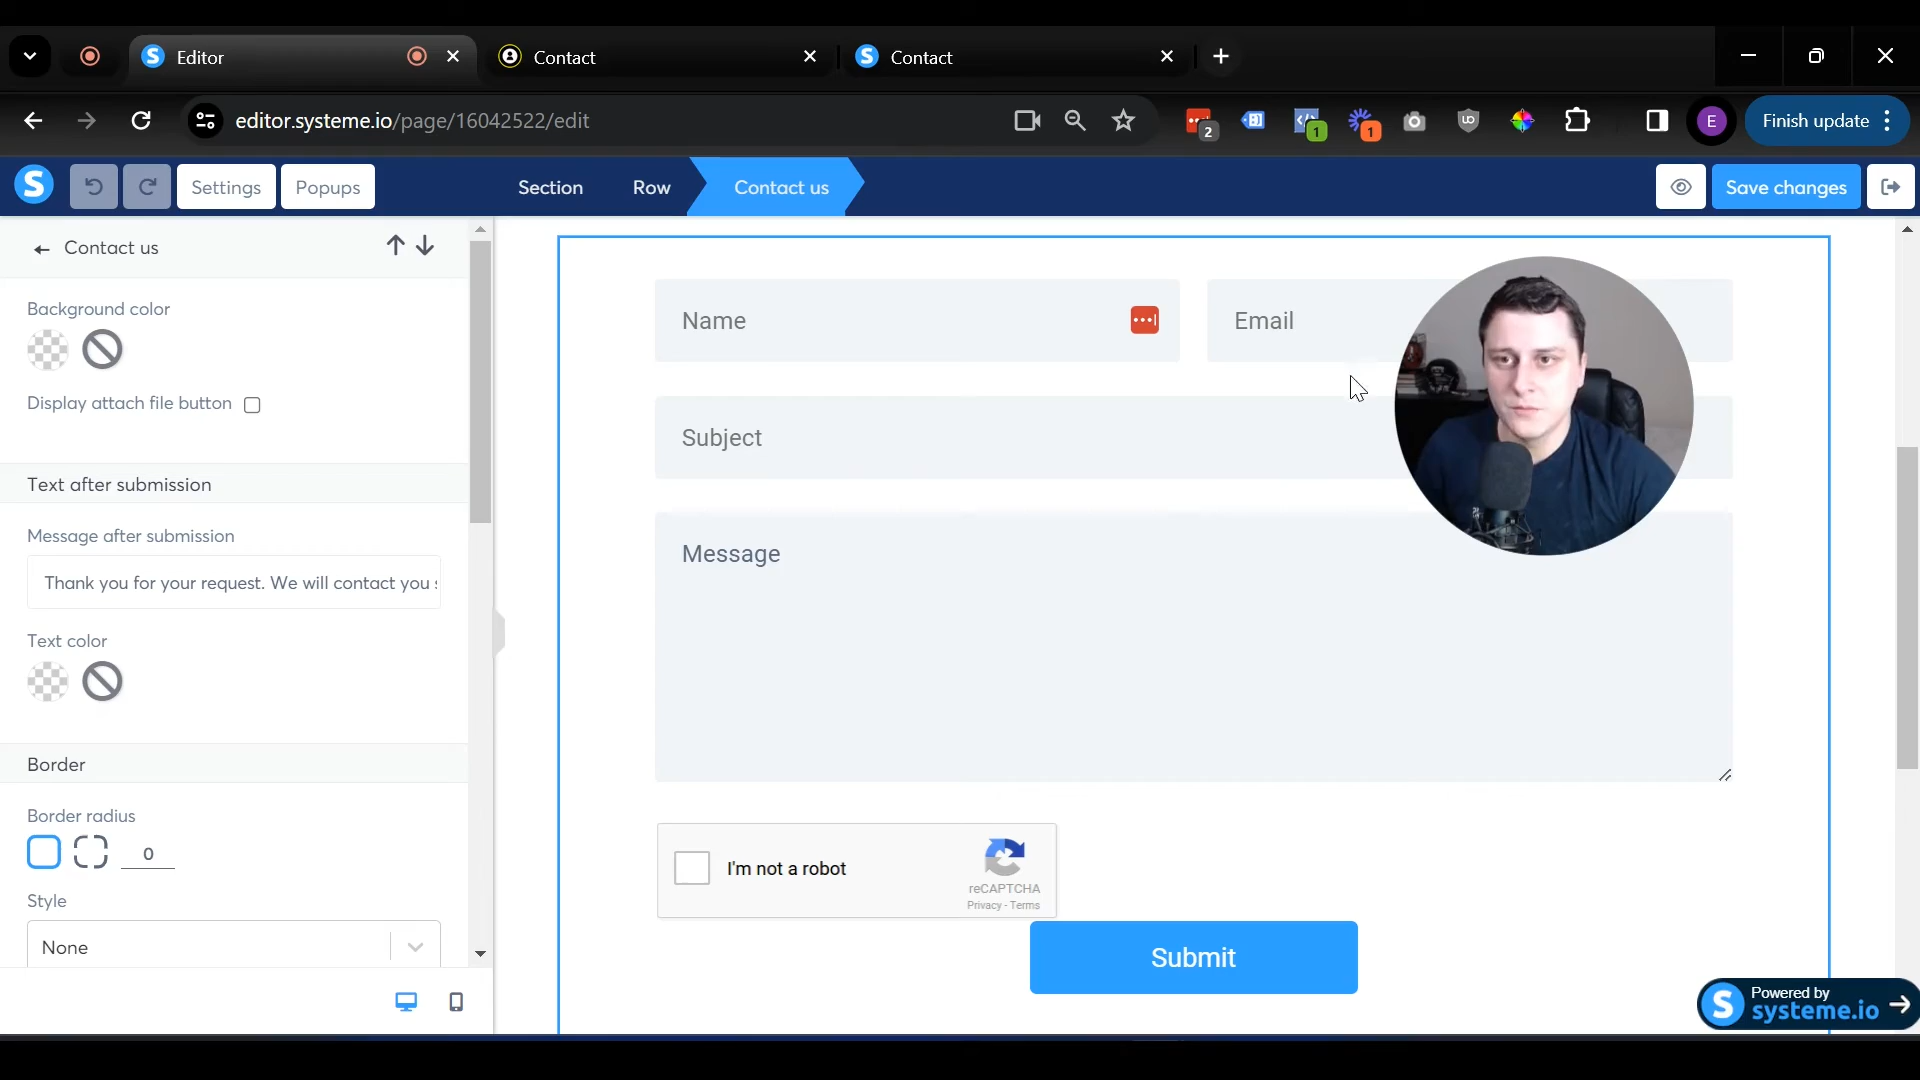 Editor
Contact
Contact
editor.systeme.io/page/16042522/edit
2
1
1
E
Finish update
S
Settings
Popups
Section
Row
Contact us
Save changes
Contact us
Background color
Display attach file button
Text after submission
Message after submission
Thank you for your request. We will contact you
Text color
Border
Border radius
0
Style
None
Name
Email
Subject
Message
I'm not a robot
reCAPTCHA
Privacy - Terms
Submit
Powered by
systeme.io